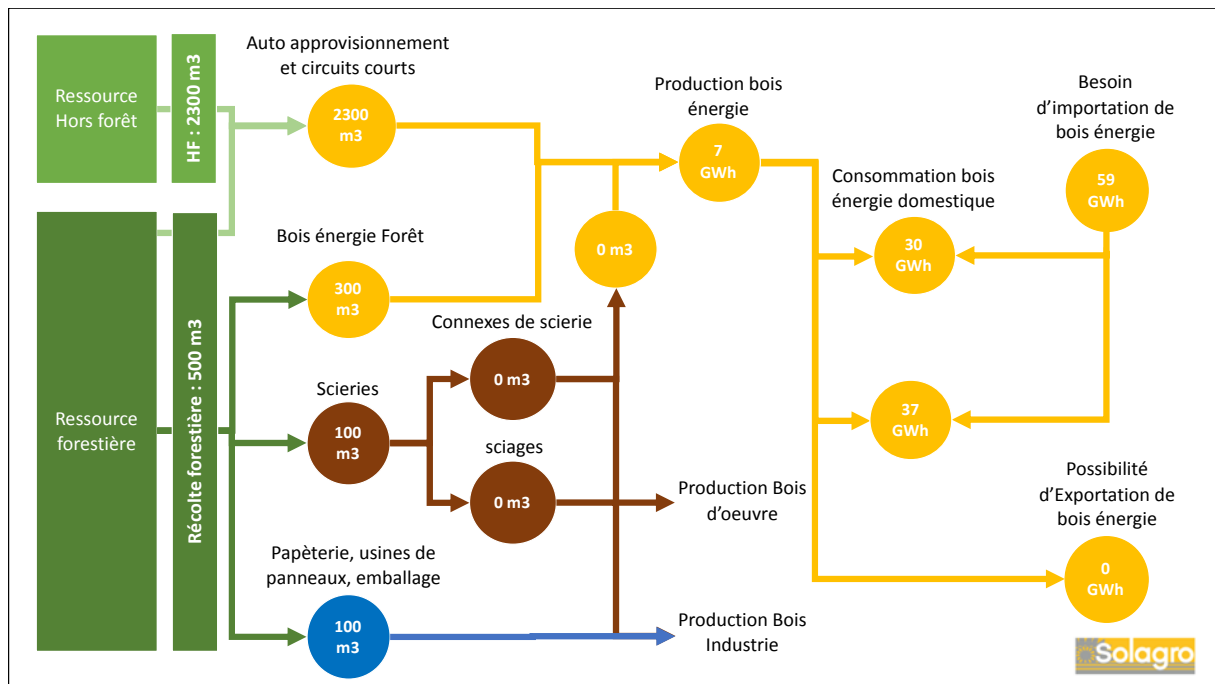 Ressource
Hors forêt
HF : 2300 m3
Auto approvisionnement
et circuits courts
2300
m3
Production bois
énergie
7
GWh
Besoin
d'importation de
bois énergie
59
GWh
Consommation bois
énergie domestique
30
GWh
Bois énergie Forêt
300
m3
0 m3
Ressource
forestière
Récolte forestière : 500 m3
Connexes de scierie
0 m3
Scieries
100
m3
sciages
0 m3
37
GWh
Production Bois
d'oeuvre
Possibilité
d'Exportation de
bois énergie
0
GWh
Papèterie, usines de
panneaux, emballage
100
m3
Production Bois
Industrie
Solagro